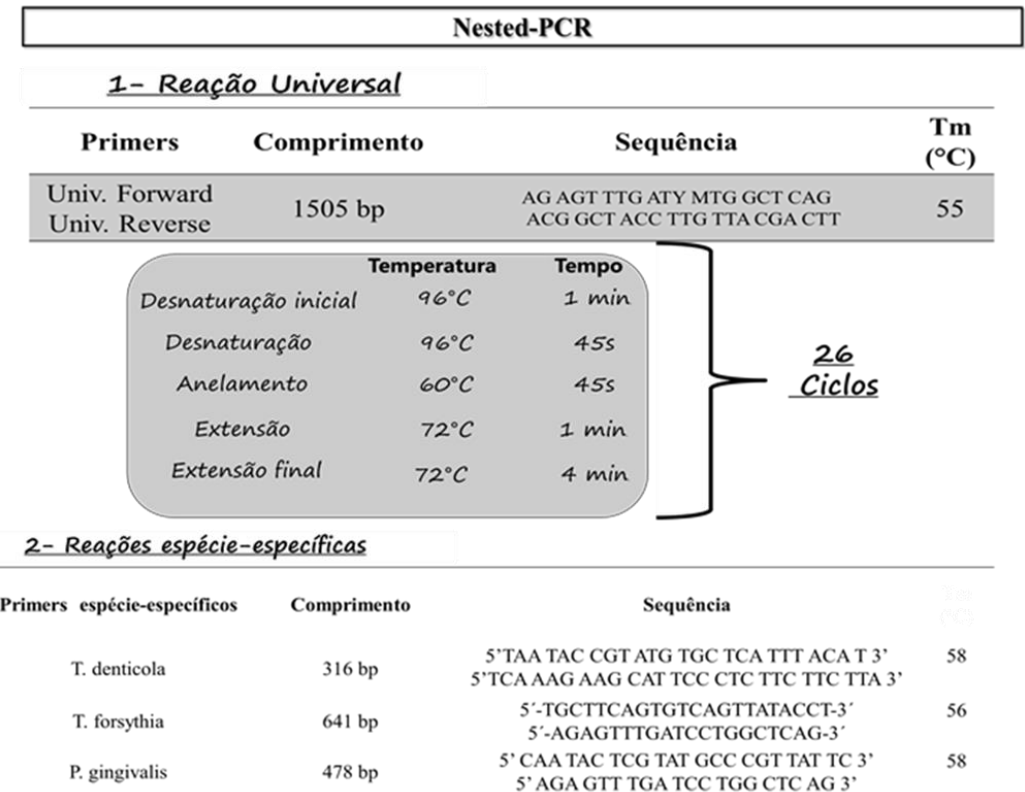 Nested-PCR
1- Reação Universal
Primers Comprimento Sequência Tm (°C)
Univ. Forward AG AGT TTG ATY MTG GCT CAG
1505 bp 55
Univ. Reverse ACG GCT ACC TTG TTA CGA CTT
Temperatura Tempo
Desnaturação inicial 96°C 1 min
Desnaturação 96°C 45s
Anelamento 60°C 45s
Extensão 72°C 1 min
Extensão final 72°C 4 min
26
Ciclos
2- Reações espécie-específicas
Primers espécie-específicos Comprimento Sequência Tm (°C)
5’TAA TAC CGT ATG TGC TCA TTT ACA T 3’
T. denticola 316 bp 58
5’TCA AAG AAG CAT TCC CTC TTC TTC TTA 3’
5´-TGCTTCAGTGTCAGTTATACCT-3´
T. forsythia 641 bp 56
5´-AGAGTTTGATCCTGGCTCAG-3´
5’ CAA TAC TCG TAT GCC CGT TAT TC 3’
P. gingivalis 478 bp 58
5’ AGA GTT TGA TCC TGG CTC AG 3’